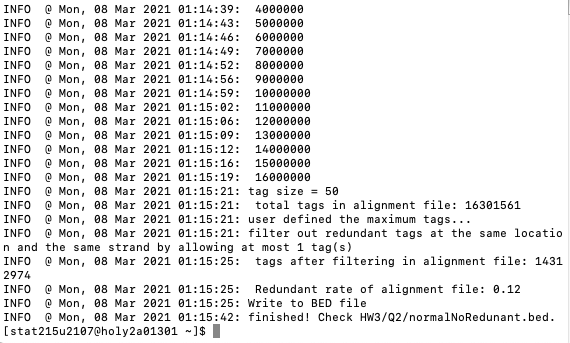 INFO  @ Mon, 08 Mar 2021 01:14:39:  4000000
INFO  @ Mon, 08 Mar 2021 01:14:43:  5000000
INFO  @ Mon, 08 Mar 2021 01:14:46:  6000000
INFO  @ Mon, 08 Mar 2021 01:14:49:  7000000
INFO  @ Mon, 08 Mar 2021 01:14:52:  8000000
INFO  @ Mon, 08 Mar 2021 01:14:56:  9000000
INFO  @ Mon, 08 Mar 2021 01:14:59:  10000000
INFO  @ Mon, 08 Mar 2021 01:15:02:  11000000
INFO  @ Mon, 08 Mar 2021 01:15:06:  12000000
INFO  @ Mon, 08 Mar 2021 01:15:09:  13000000
INFO  @ Mon, 08 Mar 2021 01:15:12:  14000000
INFO  @ Mon, 08 Mar 2021 01:15:16:  15000000
INFO  @ Mon, 08 Mar 2021 01:15:19:  16000000
INFO  @ Mon, 08 Mar 2021 01:15:21: tag size = 50
INFO  @ Mon, 08 Mar 2021 01:15:21:  total tags in alignment file: 16301561
INFO  @ Mon, 08 Mar 2021 01:15:21: user defined the maximum tags...
INFO  @ Mon, 08 Mar 2021 01:15:21: filter out redundant tags at the same locatio
n and the same strand by allowing at most 1 tag(s)
INFO  @ Mon, 08 Mar 2021 01:15:25:  tags after filtering in alignment file: 1431
2974
INFO  @ Mon, 08 Mar 2021 01:15:25:  Redundant rate of alignment file: 0.12
INFO  @ Mon, 08 Mar 2021 01:15:25: Write to BED file
INFO  @ Mon, 08 Mar 2021 01:15:42: finished! Check HW3/Q2/normalNoRedunant.bed.
[stat215u2107@holy2a01301 ~]$